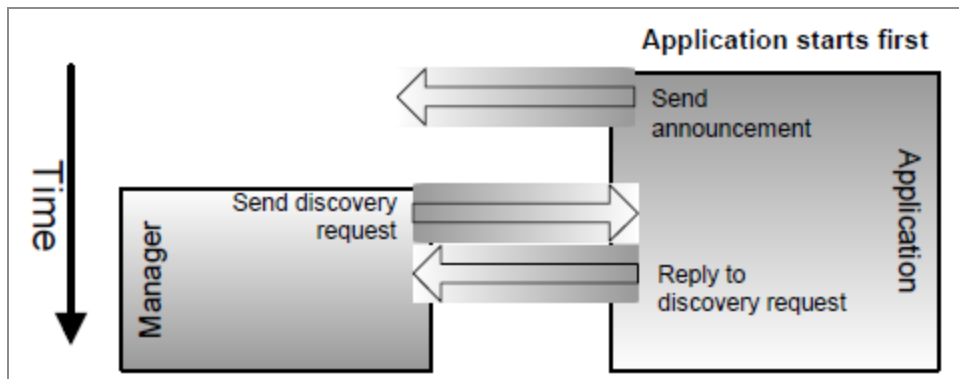 Application starts first
Send
announcement
Time
Application
Send discovery
request
Manager
Reply to
discovery request